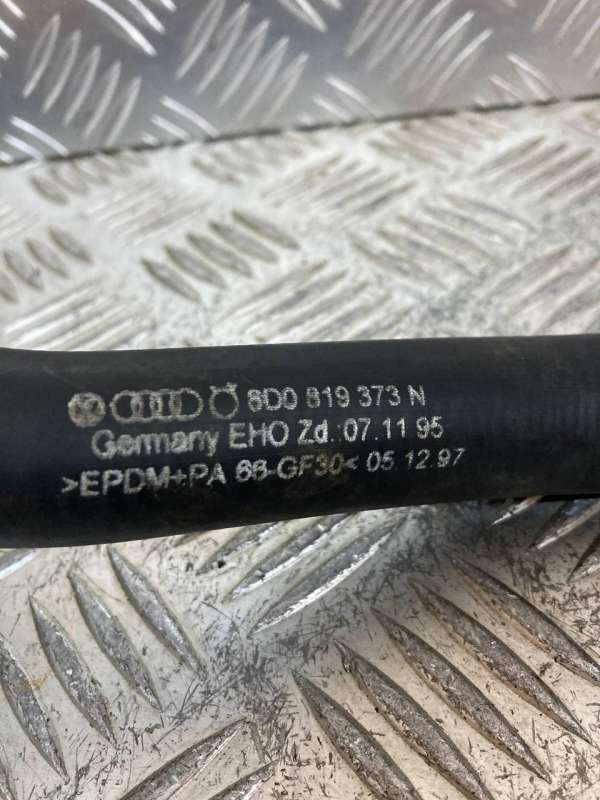 8D0 819 373 N
Germany EHO Zd.:07.11.95
>EPDM+PA 66-GF30< 05.12.97